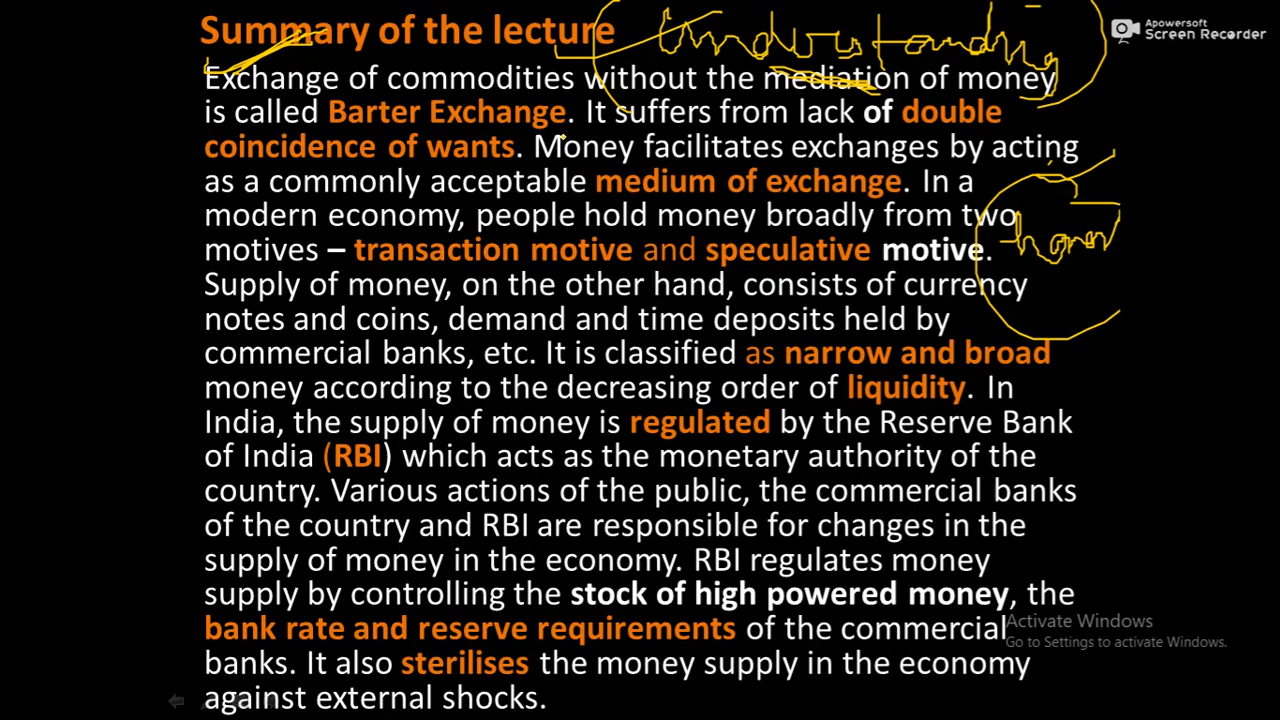 Summary of the lecture
Understanding
Apowersoft
Screen Recorder
Exchange of commodities without the mediation of money
is called Barter Exchange. It suffers from lack of double
coincidence of wants. Money facilitates exchanges by acting
as a commonly acceptable medium of exchange. In a
modern economy, people hold money broadly from two
motives – transaction motive and speculative motive.
Supply of money, on the other hand, consists of currency
notes and coins, demand and time deposits held by
commercial banks, etc. It is classified as narrow and broad
money according to the decreasing order of liquidity. In
India, the supply of money is regulated by the Reserve Bank
of India (RBI) which acts as the monetary authority of the
country. Various actions of the public, the commercial banks
of the country and RBI are responsible for changes in the
supply of money in the economy. RBI regulates money
supply by controlling the stock of high powered money, the
bank rate and reserve requirements of the commercial
banks. It also sterilises the money supply in the economy
against external shocks.
Activate Windows
Go to Settings to activate Windows.